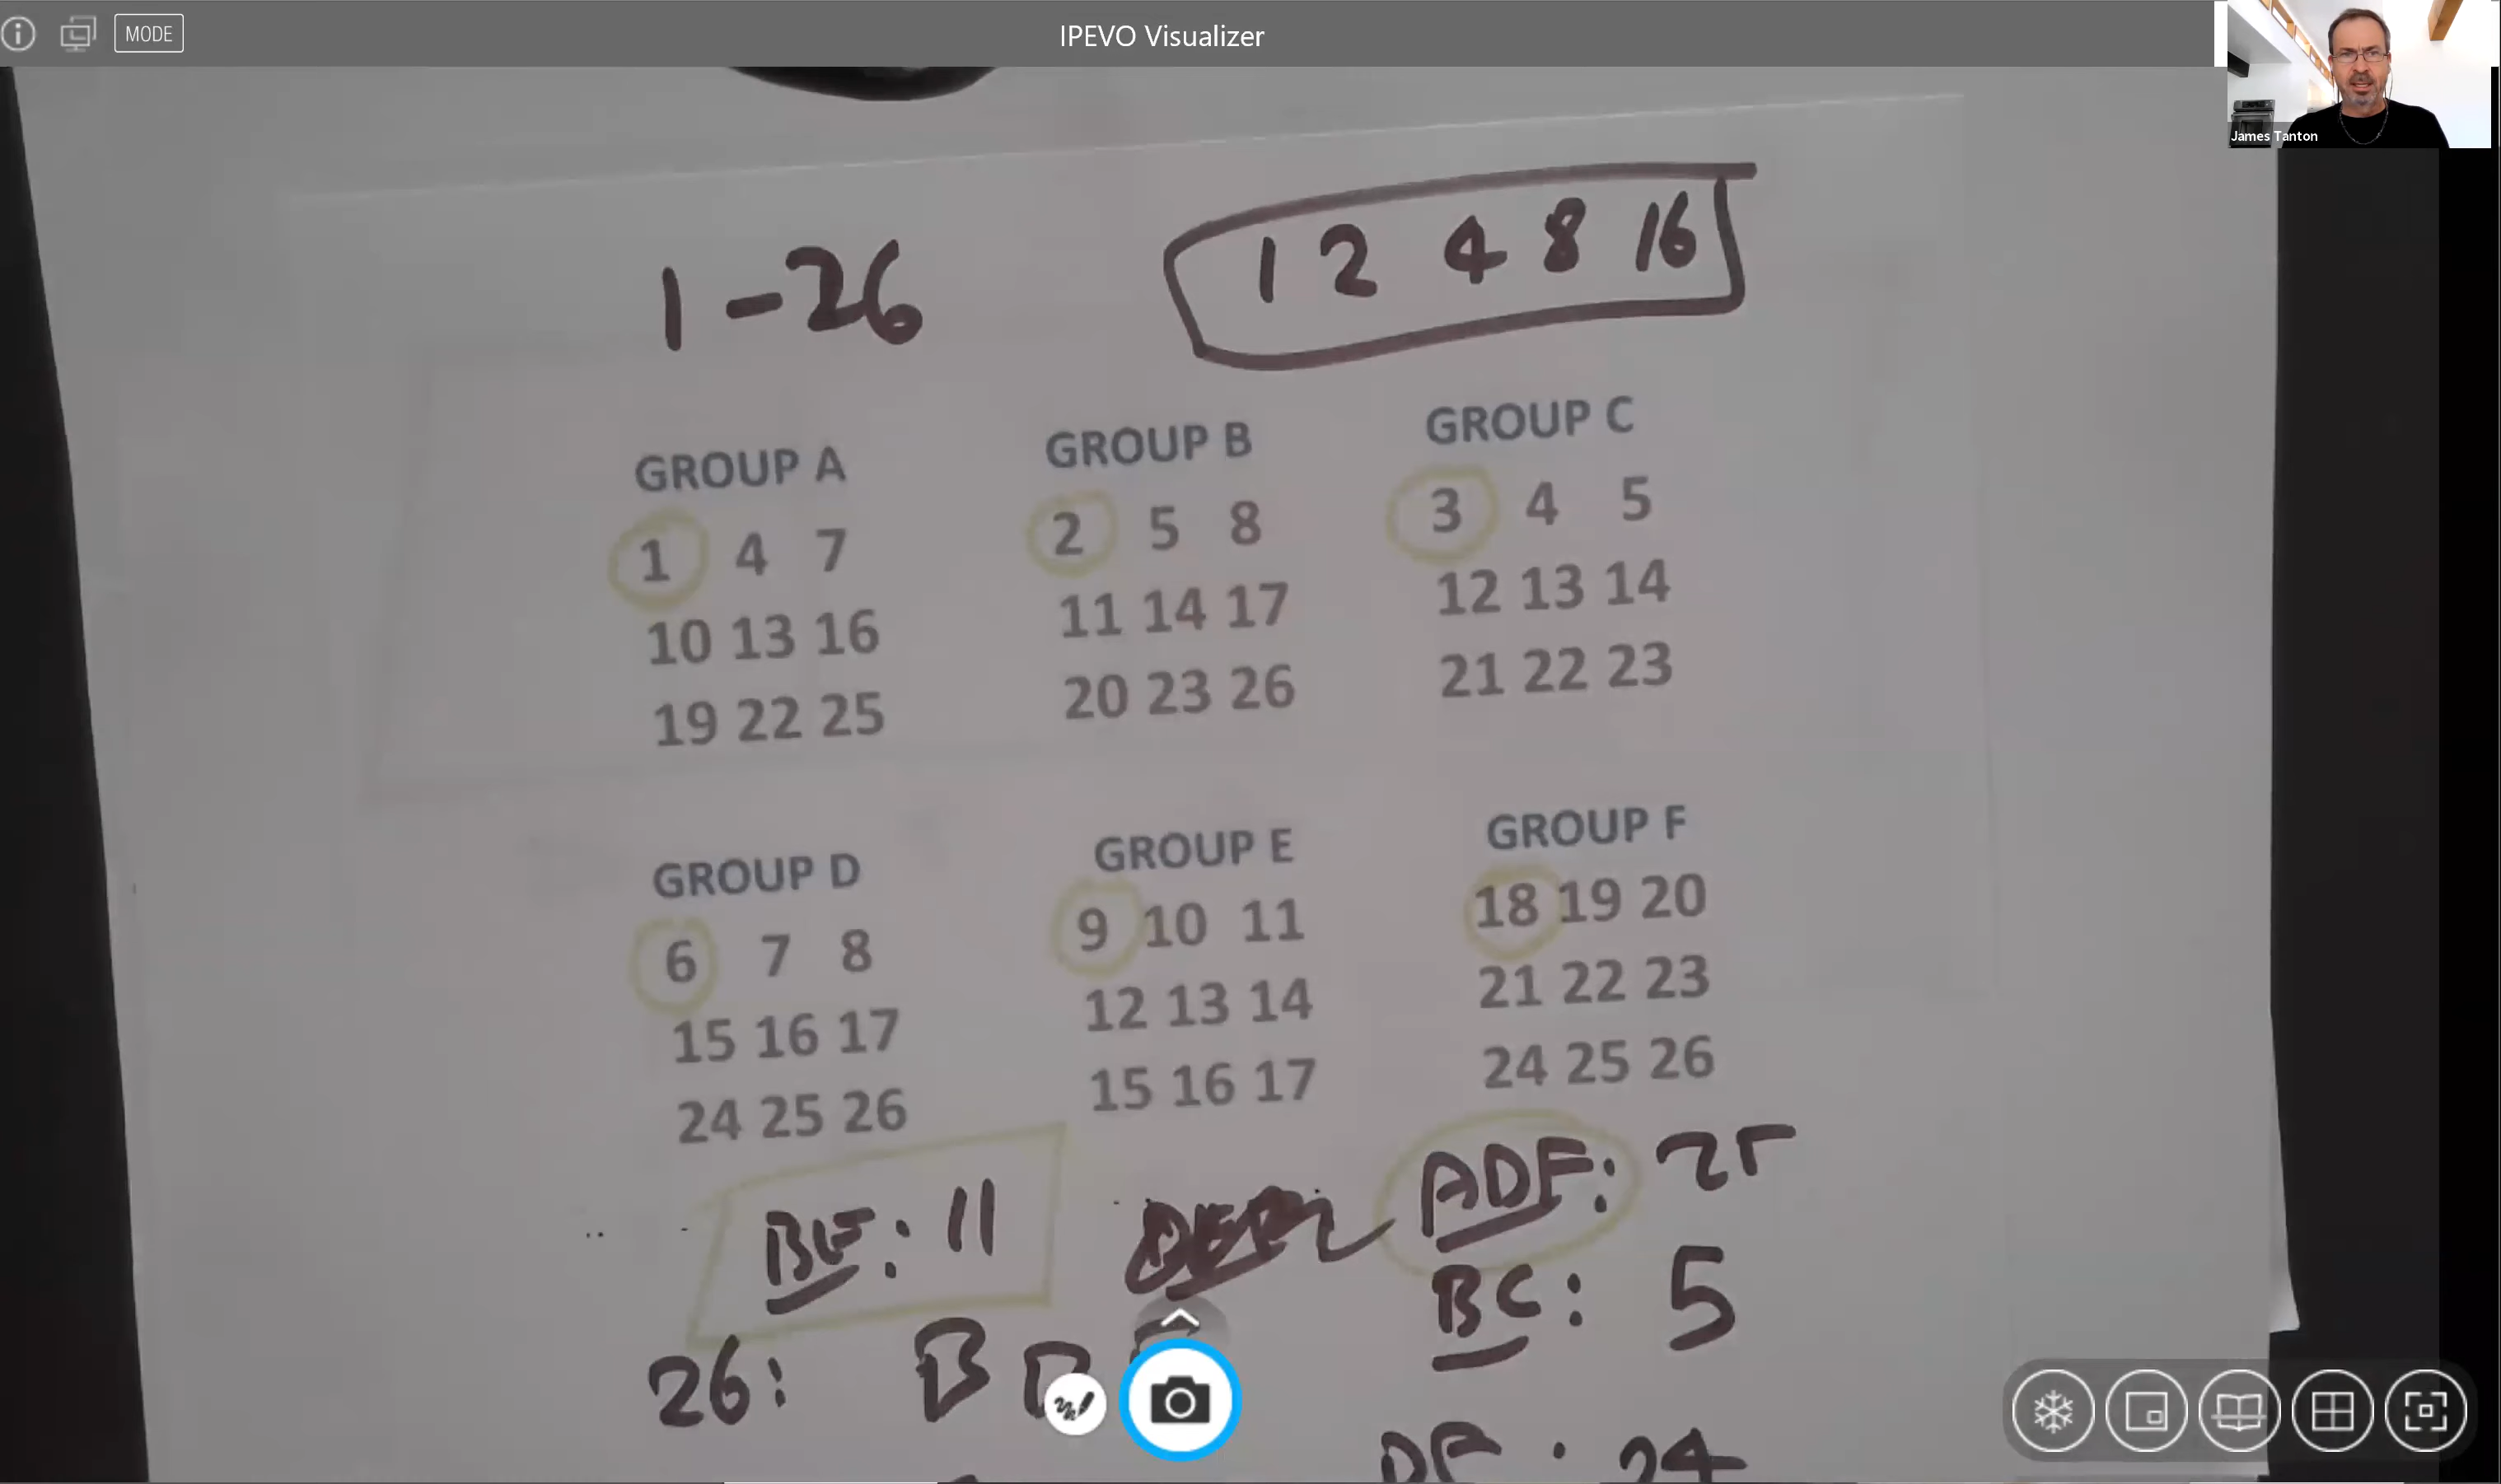 MODE
IPEVO Visualizer
James Tanton
1 - 26
1 2 4 8 16
GROUP A
1 4 7
10 13 16
19 22 25
GROUP B
2 5 8
11 14 17
20 23 26
GROUP C
3 4 5
12 13 14
21 22 23
GROUP D
6 7 8
15 16 17
24 25 26
GROUP E
9 10 11
12 13 14
15 16 17
GROUP F
18 19 20
21 22 23
24 25 26
BE: 11
ADF: 25
BC: 5
26: B D
DF: 24